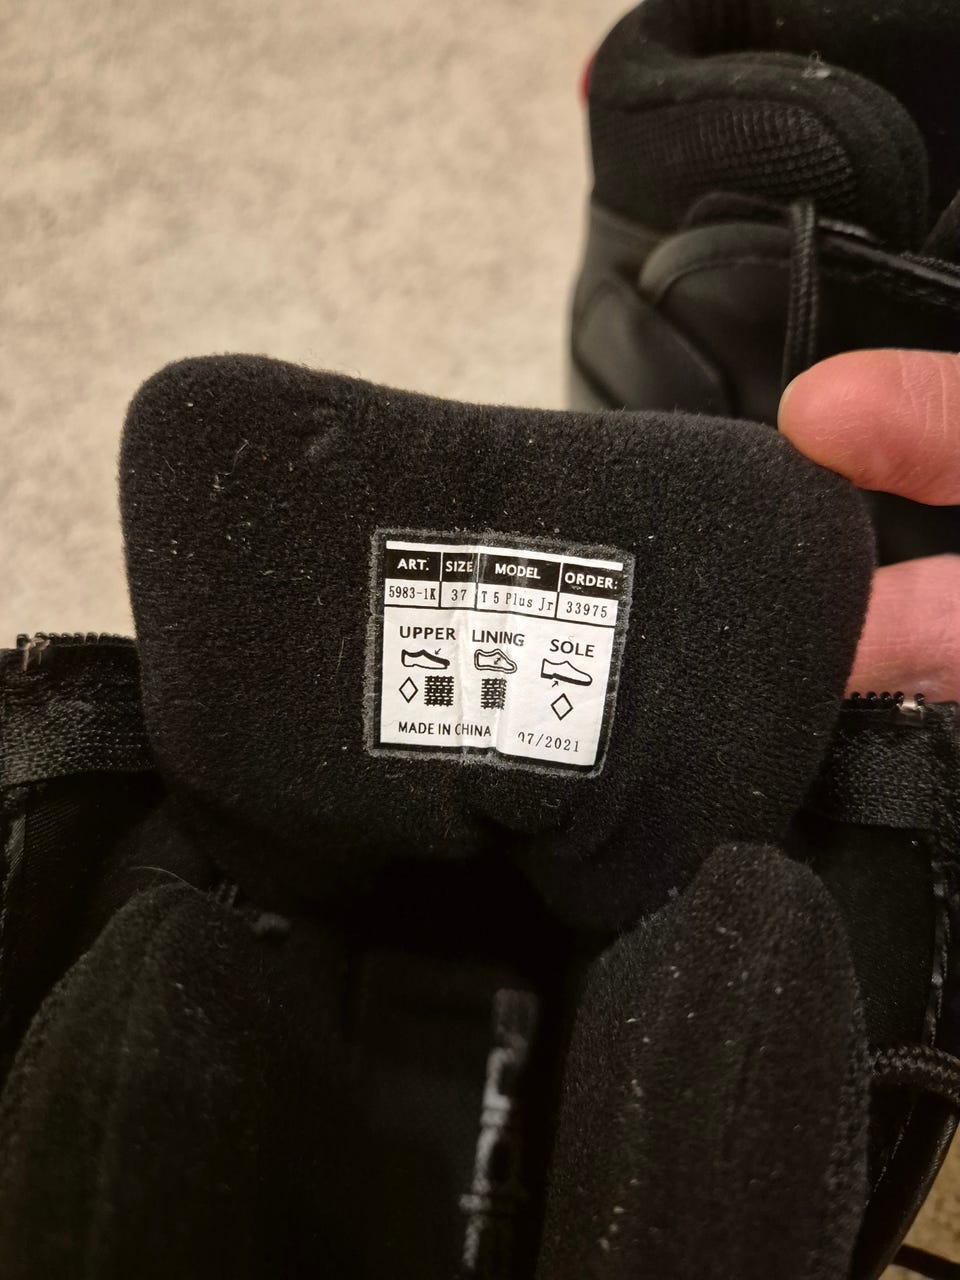 ART. SIZE MODEL ORDER:
5983-1K 37 T 5 Plus Jr 33975
UPPER LINING SOLE
MADE IN CHINA 07/2021